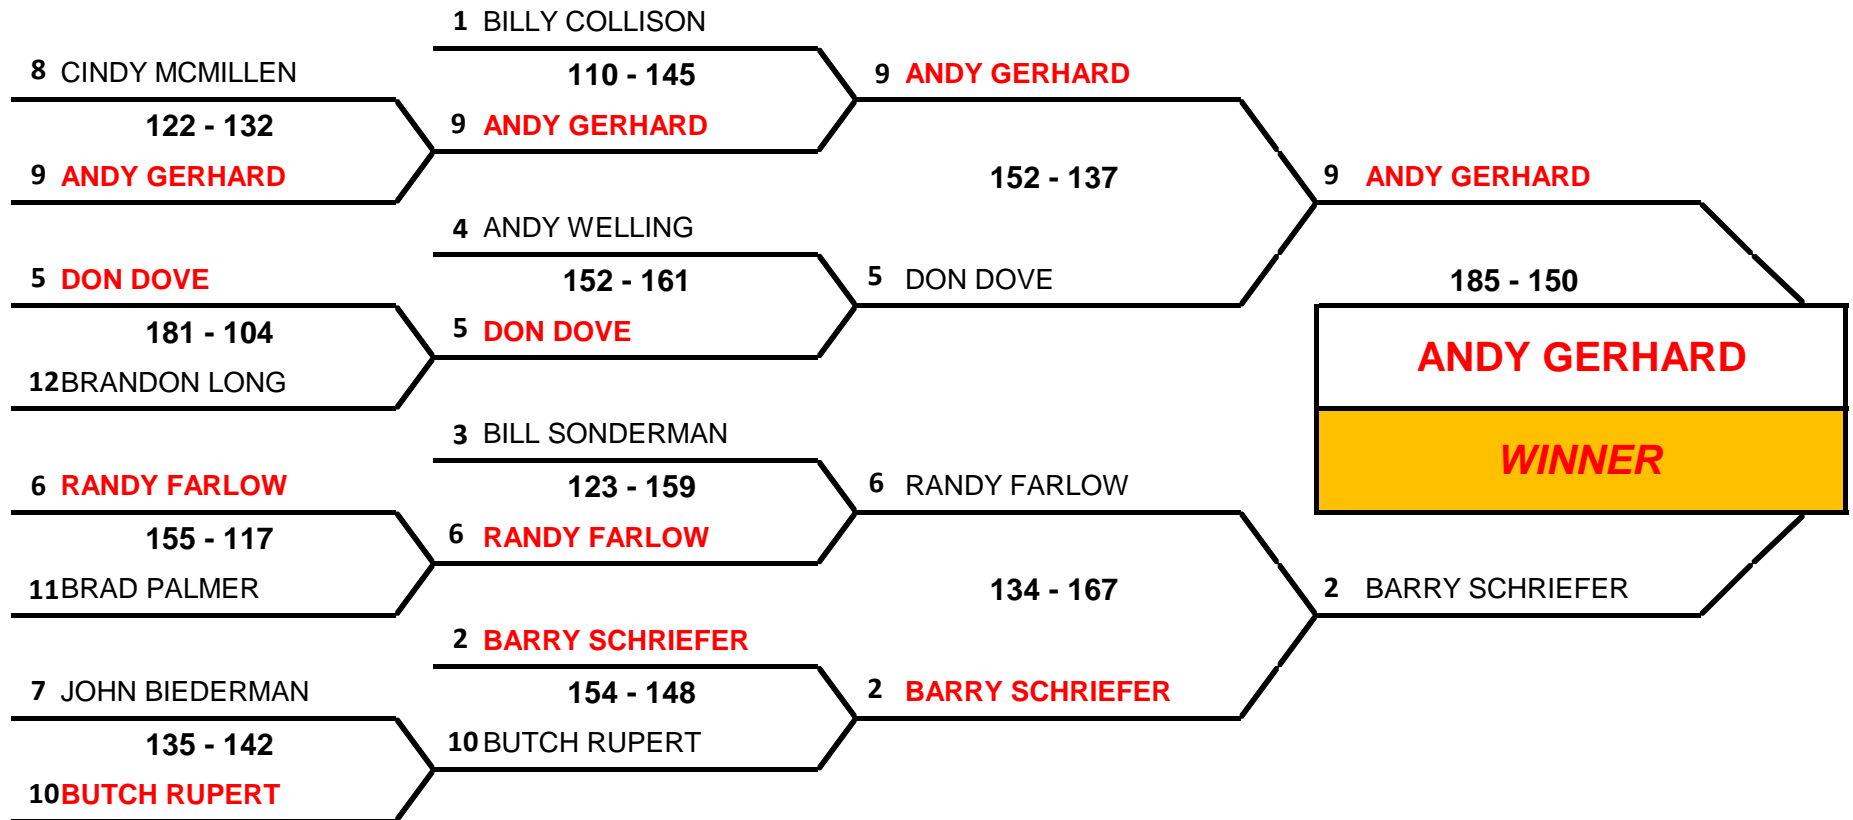 1 BILLY COLLISON
8 CINDY MCMILLEN
110 - 145
9 ANDY GERHARD
122 - 132
9 ANDY GERHARD
9 ANDY GERHARD
152 - 137
9 ANDY GERHARD
4 ANDY WELLING
5 DON DOVE
152 - 161
5 DON DOVE
185 - 150
181 - 104
5 DON DOVE
ANDY GERHARD
12 BRANDON LONG
3 BILL SONDERMAN
WINNER
6 RANDY FARLOW
123 - 159
6 RANDY FARLOW
155 - 117
6 RANDY FARLOW
11 BRAD PALMER
134 - 167
2 BARRY SCHRIEFER
2 BARRY SCHRIEFER
7 JOHN BIEDERMAN
154 - 148
2 BARRY SCHRIEFER
135 - 142
10 BUTCH RUPERT
10 BUTCH RUPERT